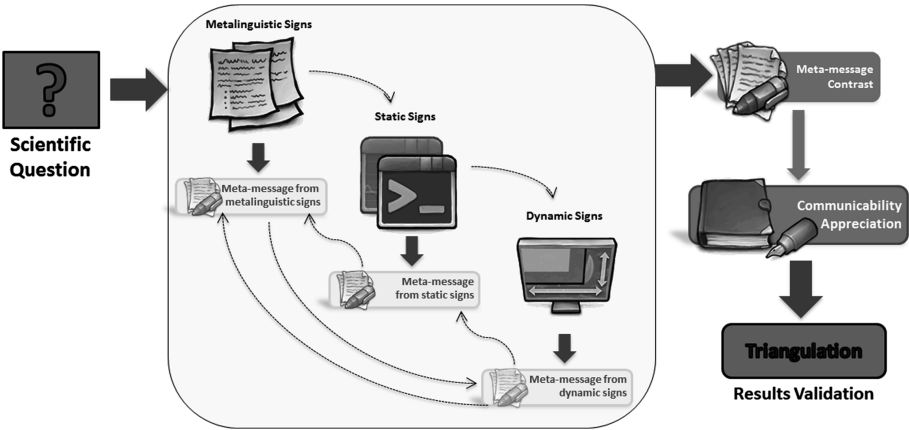 Metalinguistic Signs
Scientific
Question
Meta-message from
metalinguistic signs
Static Signs
Meta-message
from static signs
Dynamic Signs
Meta-message from
dynamic signs
Meta-message
Contrast
Communicability
Appreciation
Triangulation
Results Validation